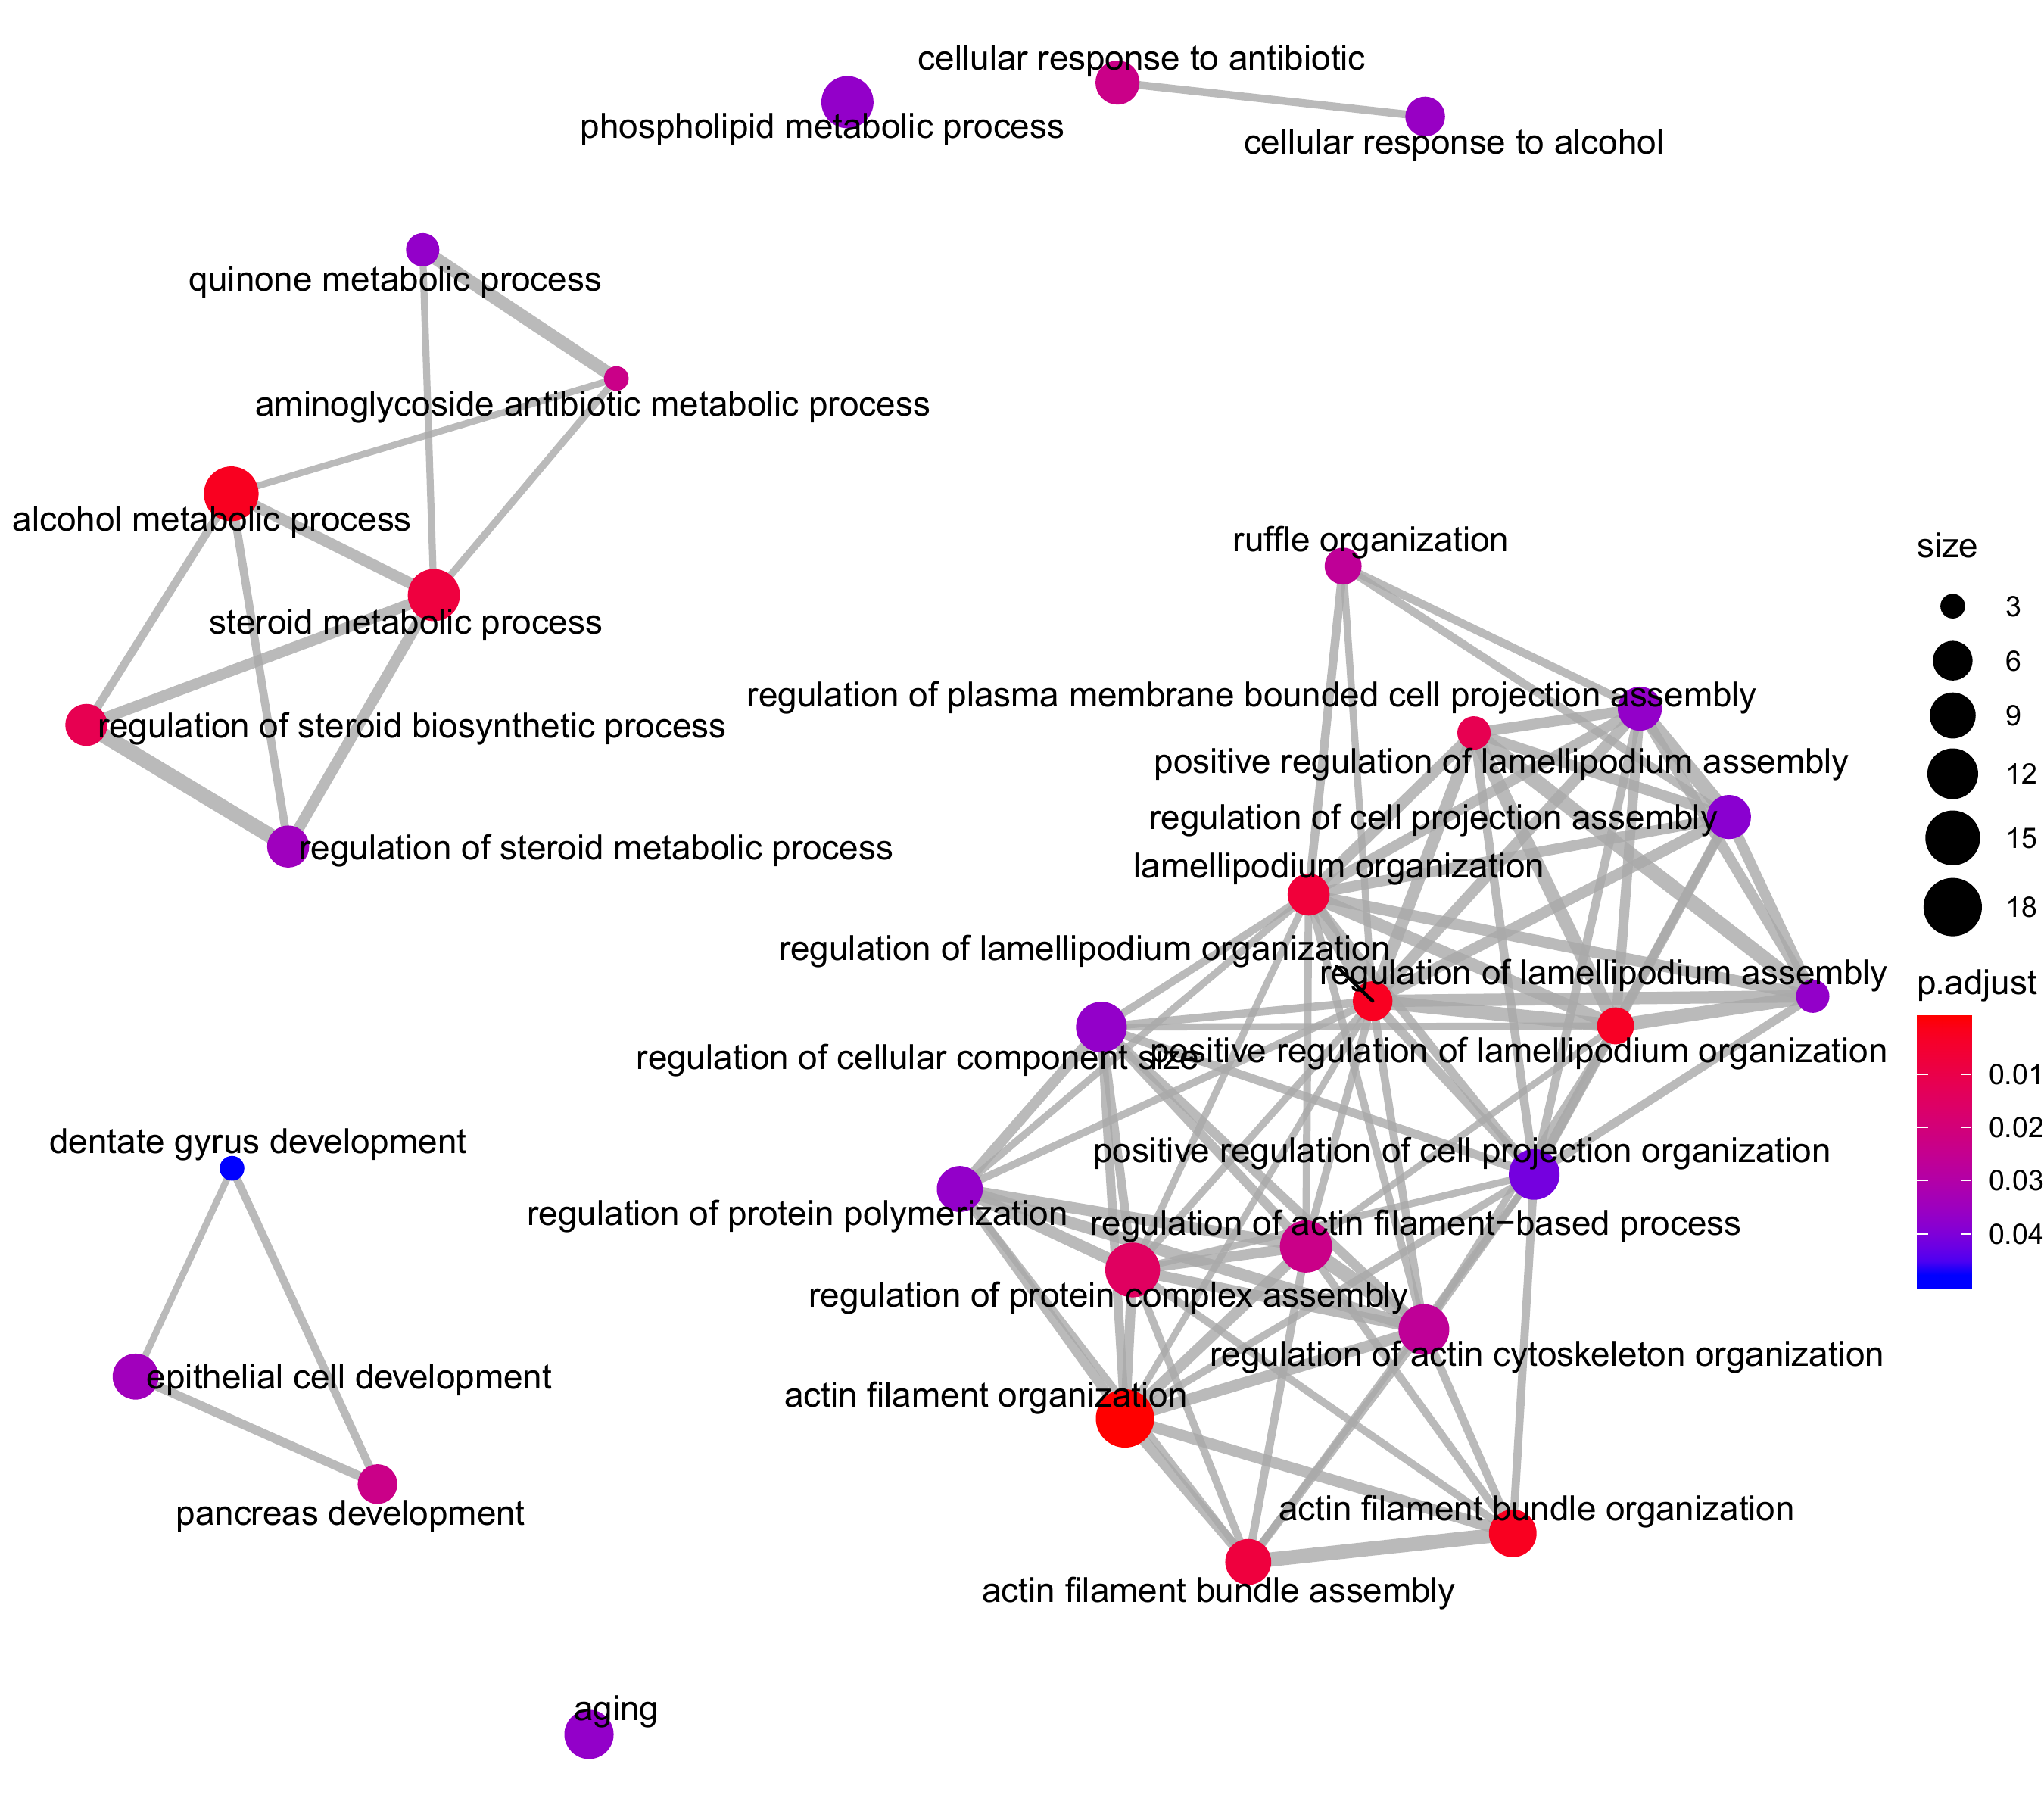 cellular response to antibiotic
phospholipid metabolic process
cellular response to alcohol
quinone metabolic process
aminoglycoside antibiotic metabolic process
alcohol metabolic process
ruffle organization
size
3
steroid metabolic process
6
regulation of plasma membrane bounded cell projection assembly
9
regulation of steroid biosynthetic process
positive regulation of lamellipodium assembly
12
regulation of cell projection assembly
15
regulation of steroid metabolic process
lamellipodium organization
18
regulation of lamellipodium organization
regulation of lamellipodium assembly
p.adjust
regulation of cellular component size
positive regulation of lamellipodium organization
0.01
0.02
dentate gyrus development
positive regulation of cell projection organization
0.03
regulation of protein polymerization
regulation of actin filament−based process
0.04
regulation of protein complex assembly
regulation of actin cytoskeleton organization
epithelial cell development
actin filament organization
pancreas development
actin filament bundle organization
actin filament bundle assembly
aging